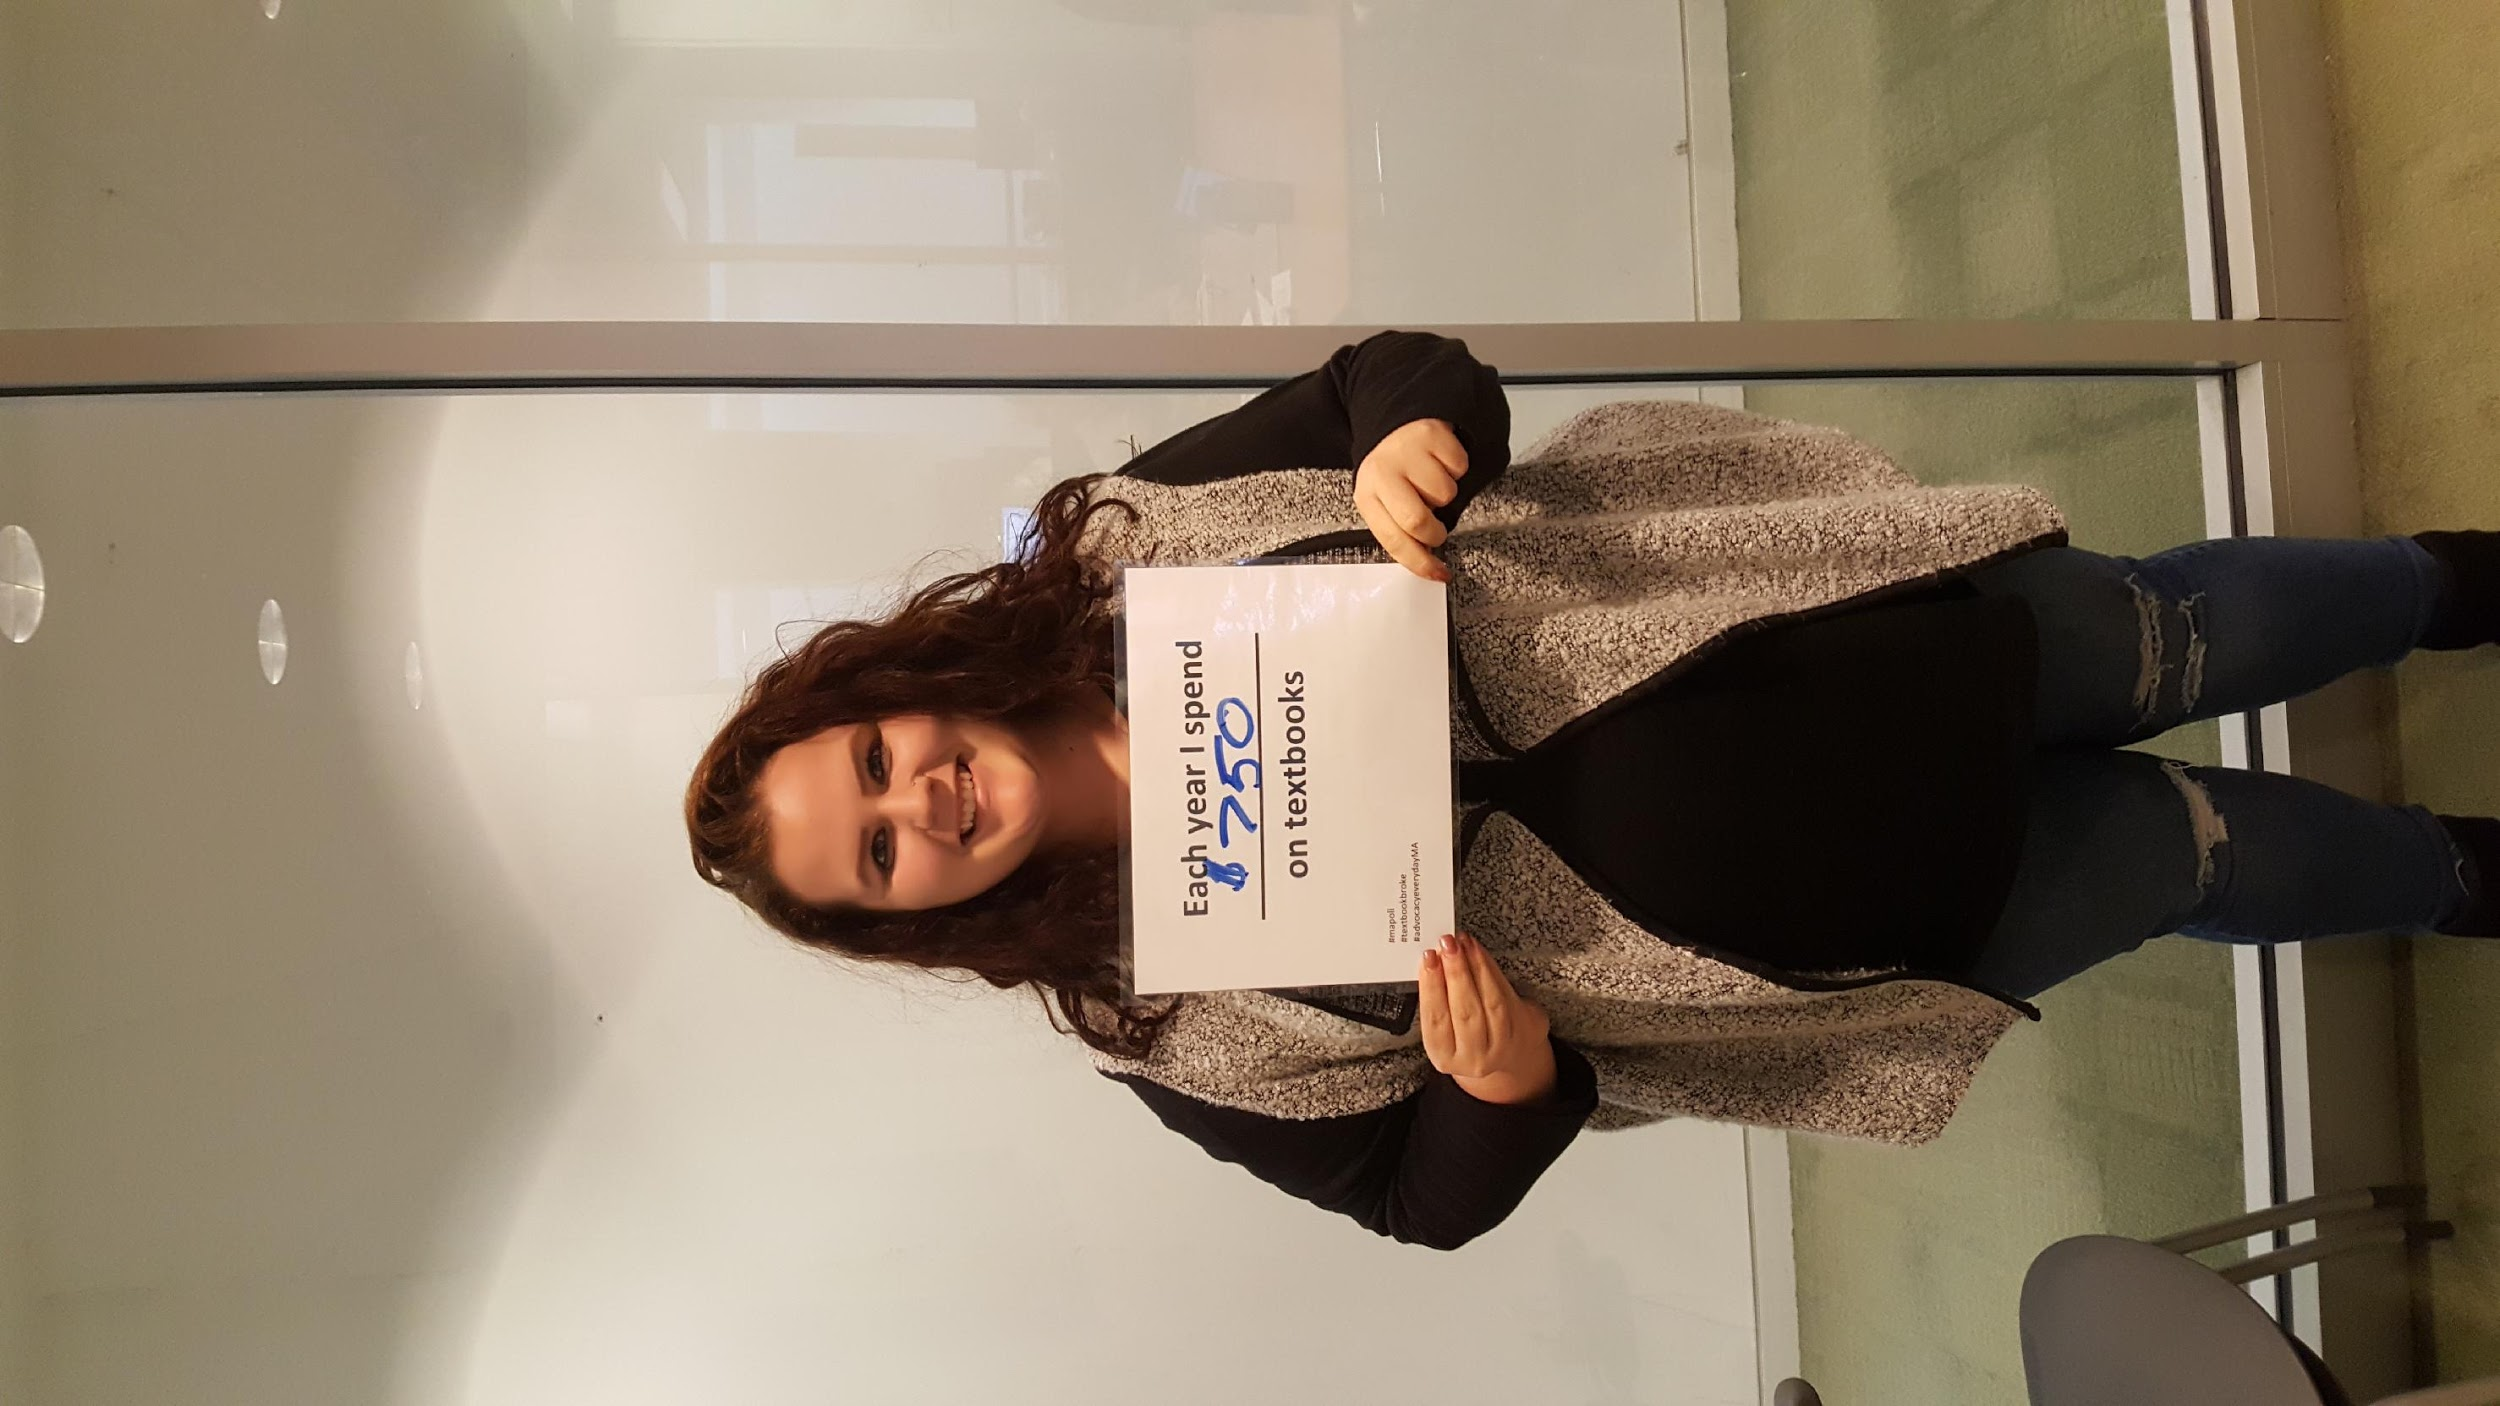 Each year I spend
$750
on textbooks
#mapoli
#textbookbroke
#advocacyeverydayMA